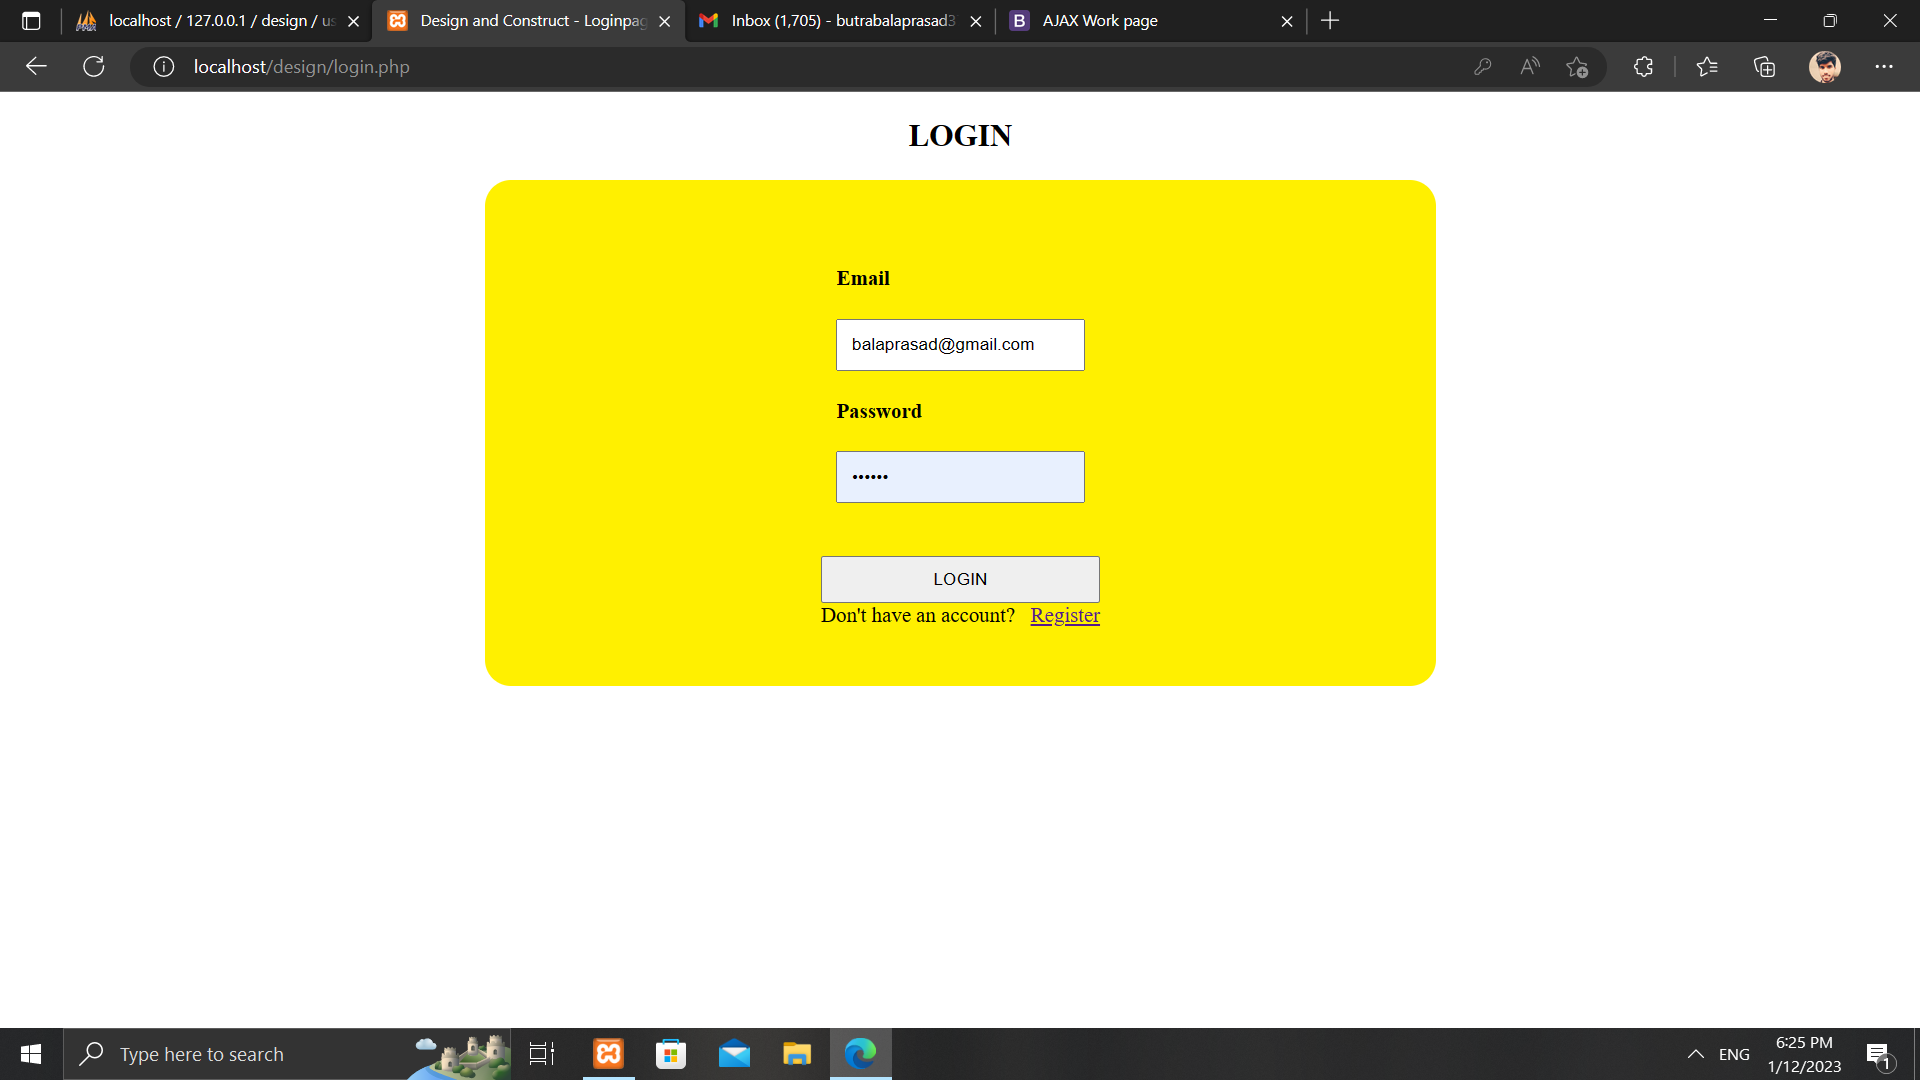 localhost / 127.0.0.1 / design / us
Design and Construct - Loginpag
Inbox (1,705) - butrabalaprasad3
B AJAX Work page
localhost/design/login.php
LOGIN
Email
balaprasad@gmail.com
Password
••••••
LOGIN
Don't have an account? Register
Type here to search
ENG
6:25 PM
1/12/2023
1